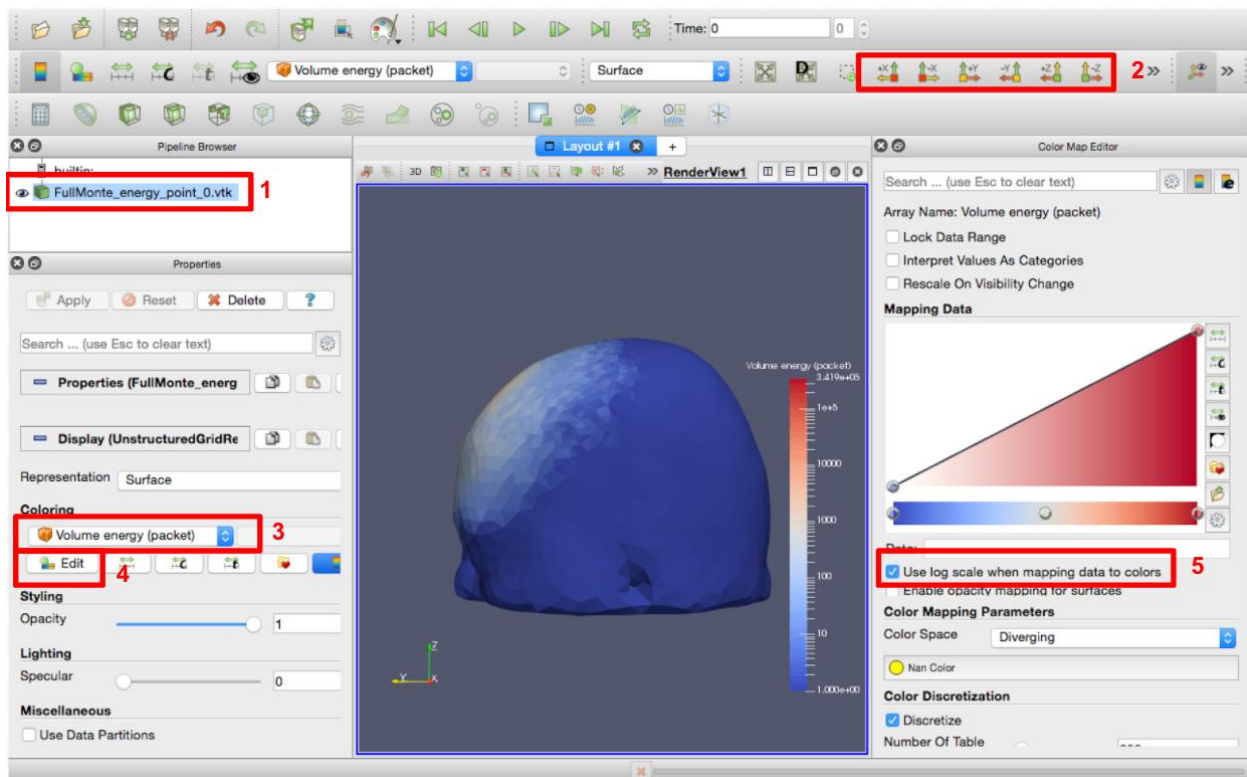 Time: 0
0
Volume energy (packet)
Surface
+X
-X
+Y
-Y
+Z
-Z
2
»
»
Pipeline Browser
builtin:
FullMonte_energy_point_0.vtk
1
Properties
Apply
Reset
Delete
?
Search ... (use Esc to clear text)
Properties (FullMonte_energ
Display (UnstructuredGridRe
Representation
Surface
Coloring
Volume energy (packet)
3
Edit
4
Styling
Opacity
1
Lighting
Specular
0
Miscellaneous
Use Data Partitions
Layout #1
+
3D
» RenderView1
Volume energy (packet)
3.419e+05
1e+5
10000
1000
100
10
1.000e+00
Z
Y
X
Color Map Editor
Search ... (use Esc to clear text)
Array Name: Volume energy (packet)
Lock Data Range
Interpret Values As Categories
Rescale On Visibility Change
Mapping Data
Data:
Use log scale when mapping data to colors
5
Enable opacity mapping for surfaces
Color Mapping Parameters
Color Space
Diverging
Nan Color
Color Discretization
Discretize
Number Of Table